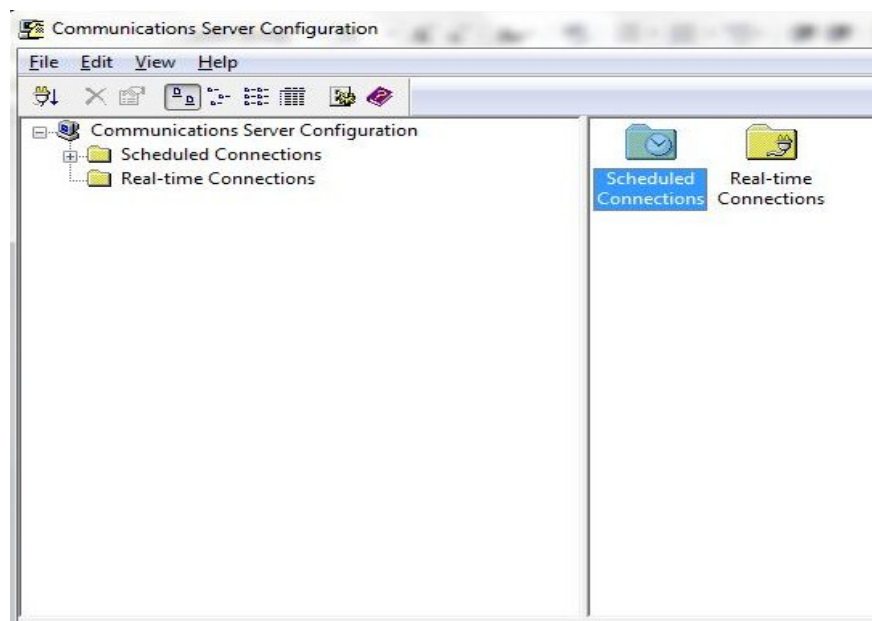 Communications Server Configuration
File Edit View Help
Communications Server Configuration
Scheduled Connections
Real-time Connections
Scheduled Connections
Real-time Connections